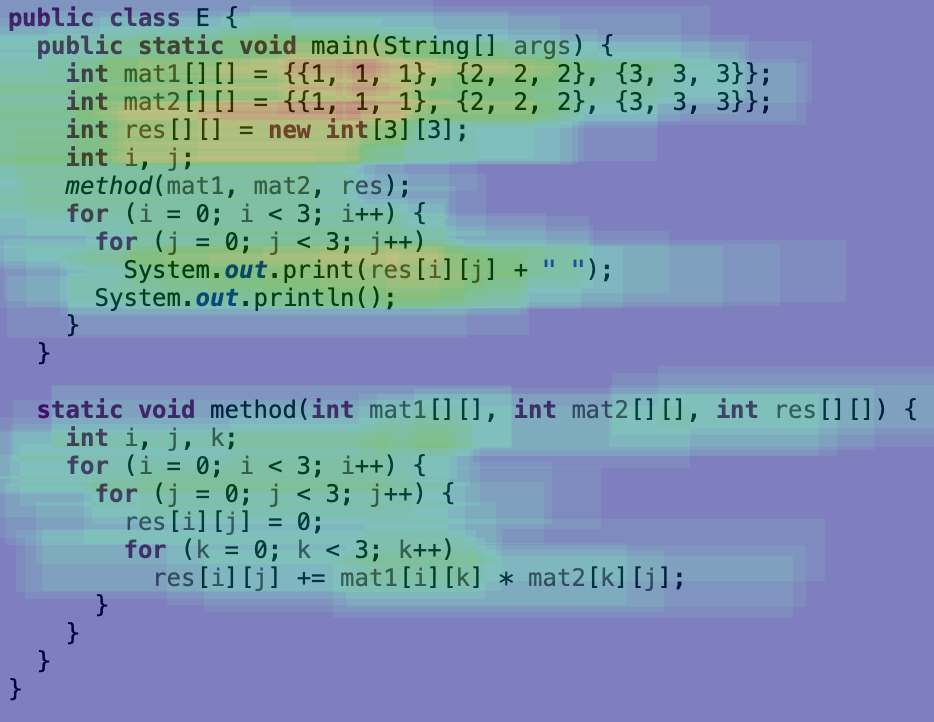 public class E {
  public static void main(String[] args) {
    int mat1[][] = {{1, 1, 1}, {2, 2, 2}, {3, 3, 3}};
    int mat2[][] = {{1, 1, 1}, {2, 2, 2}, {3, 3, 3}};
    int res[][] = new int[3][3];
    int i, j;
    method(mat1, mat2, res);
    for (i = 0; i < 3; i++) {
      for (j = 0; j < 3; j++)
        System.out.print(res[i][j] + " ");
      System.out.println();
    }
  }

  static void method(int mat1[][], int mat2[][], int res[][]) {
    int i, j, k;
    for (i = 0; i < 3; i++) {
      for (j = 0; j < 3; j++) {
        res[i][j] = 0;
        for (k = 0; k < 3; k++)
          res[i][j] += mat1[i][k] * mat2[k][j];
      }
    }
  }
}